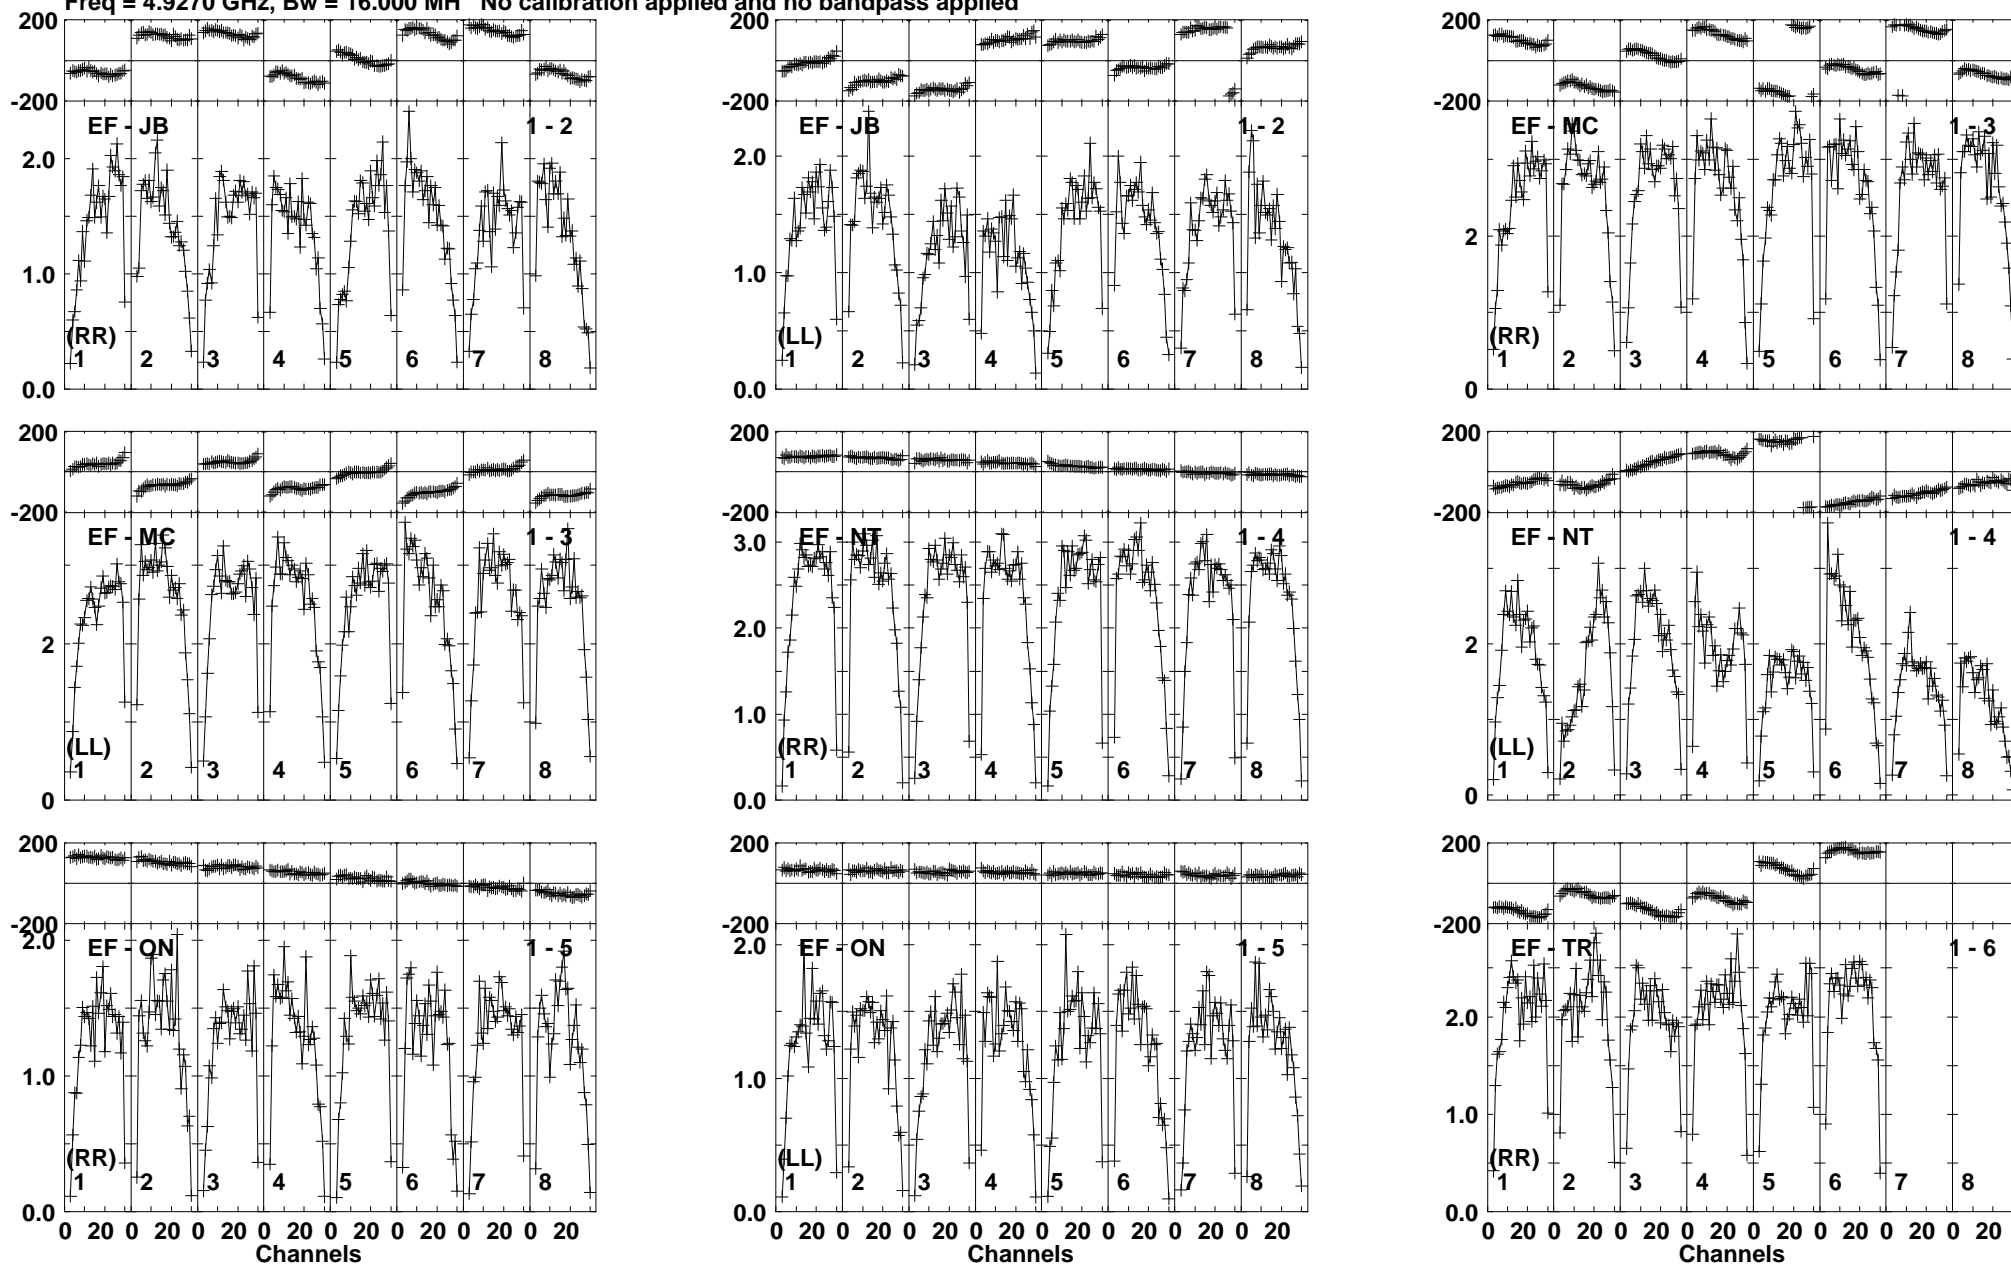 Freq = 4.9270 GHz, Bw = 16.000 MH No calibration applied and no bandpass applied
200 200 200
-200 -200 -200
EF - JB 1 - 2 EF - JB 1 - 2 EF - MC 1 - 3
2.0 2.0
2
1.0 1.0
(RR) (LL) (RR)
1 2 3 4 5 6 7 8 1 2 3 4 5 6 7 8 1 2 3 4 5 6 7 8
0.0 0.0 0
200 200 200
-200 -200 -200
EF - MC 1 - 3 EF - NT 1 - 4 EF - NT 1 - 4
3.0
2 2.0 2
1.0
(LL) (RR) (LL)
1 2 3 4 5 6 7 8 1 2 3 4 5 6 7 8 1 2 3 4 5 6 7 8
0 0.0 0
200 200 200
-200 -200 -200
2.0 EF - ON 1 - 5 2.0 EF - ON 1 - 5 EF - TR 1 - 6
2.0
1.0 1.0 1.0
(RR) (LL) (RR)
1 2 3 4 5 6 7 8 1 2 3 4 5 6 7 8 1 2 3 4 5 6 7 8
0.0 0.0 0.0
0 20 0 20 0 20 0 20 0 20 0 20 0 20 0 20 0 20 0 20 0 20 0 20 0 20 0 20 0 20 0 20 0 20 0 20 0 20 0 20 0 20 0 20 0 20 0 20
Channels Channels Channels